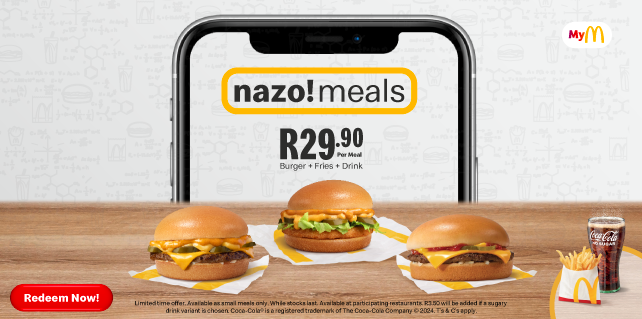 MyM
nazo! meals
R29.90
Per Meal
Burger + Fries + Drink
Coca-Cola
NO SUGAR
Redeem Now!
Limited time offer. Available as small meals only. While stocks last. Available at participating restaurants. R3.50 will be added if a sugary
drink variant is chosen. Coca-Cola® is a registered trademark of The Coca-Cola Company © 2024. T's & C's apply.